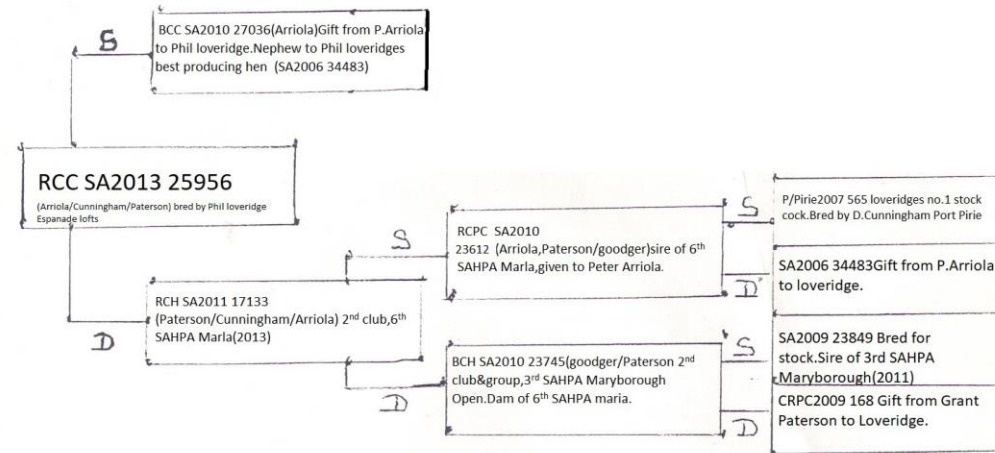 S
BCC SA2010 27036(Arriola)Gift from P.Arriola
to Phil loveridge.Nephew to Phil loveridges
best producing hen (SA2006 34483)
RCC SA2013 25956
(Arriola/Cunningham/Paterson) bred by Phil loveridge
Espanade lofts
D
RCH SA2011 17133
(Paterson/Cunningham/Arriola) 2nd club,6th
SAHPA Marla(2013)
S
RCPC SA2010
23612 (Arriola,Paterson/goodger)sire of 6th
SAHPA Marla,given to Peter Arriola.
D
BCH SA2010 23745(goodger/Paterson 2nd
club&group,3rd SAHPA Maryborough
Open.Dam of 6th SAHPA maria.
S
P/Pirie2007 565 loveridges no.1 stock
cock.Bred by D.Cunningham Port Pirie
D
SA2006 34483Gift from P.Arriola
to loveridge.
S
SA2009 23849 Bred for
stock.Sire of 3rd SAHPA
Maryborough(2011)
D
CRPC2009 168 Gift from Grant
Paterson to Loveridge.